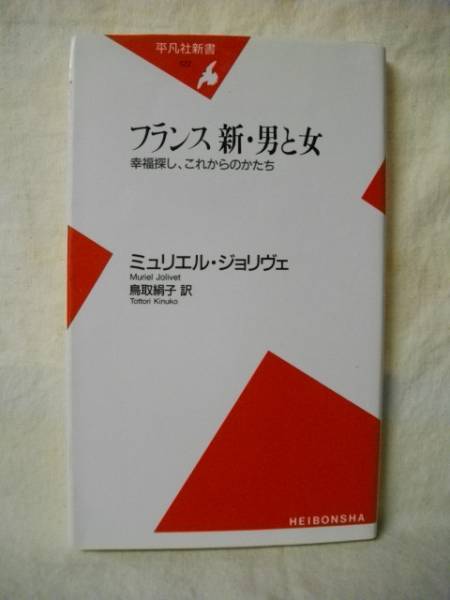 平凡社新書
122
フランス 新・男と女
幸福探し、これからのかたち
ミュリエル・ジョリヴェ
Muriel Jolivet
鳥取絹子 訳
Tottori Kinuko
HEIBONSHA